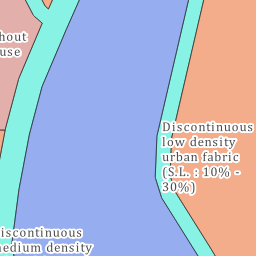 hout
use
Discontinuous
low density
urban fabric
(S.L. : 10% -
30%)
iscontinuous
edium density